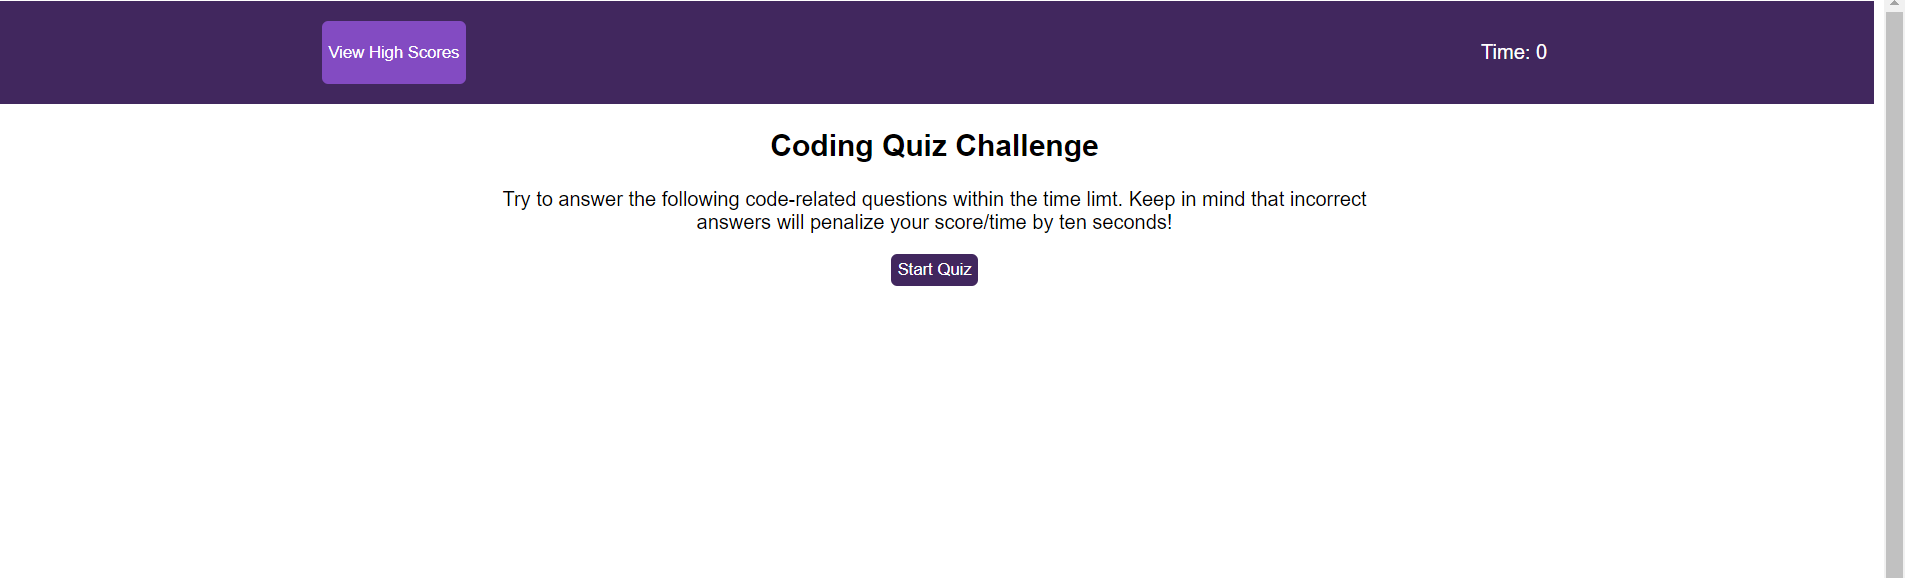 View High Scores
Time: 0
Coding Quiz Challenge
Try to answer the following code-related questions within the time limt. Keep in mind that incorrect
answers will penalize your score/time by ten seconds!
Start Quiz